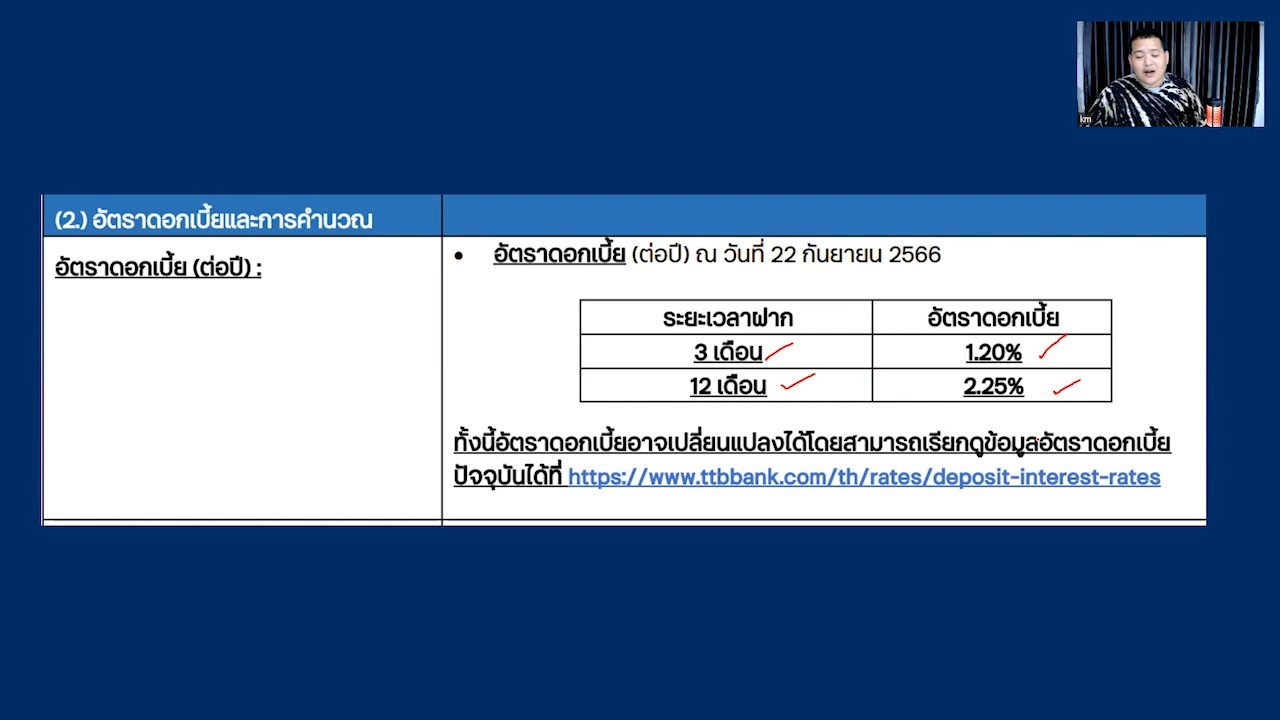 km
(2.) อัตราดอกเบี้ยและการคำนวณ
อัตราดอกเบี้ย (ต่อปี) :
• อัตราดอกเบี้ย (ต่อปี) ณ วันที่ 22 กันยายน 2566
ระยะเวลาฝาก อัตราดอกเบี้ย
3 เดือน 1.20%
12 เดือน 2.25%
ทั้งนี้อัตราดอกเบี้ยอาจเปลี่ยนแปลงได้โดยสามารถเรียกดูข้อมูลอัตราดอกเบี้ย
ปัจจุบันได้ที่ https://www.ttbbank.com/th/rates/deposit-interest-rates